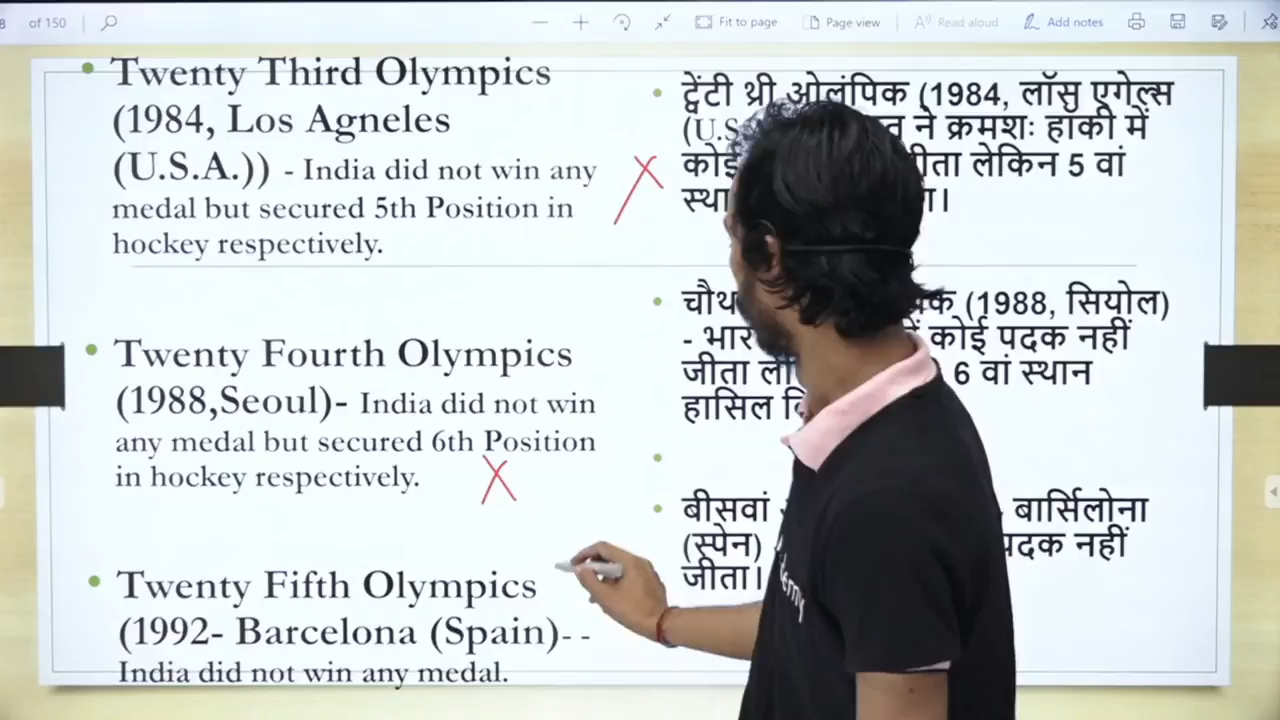 of 150
Fit to page
Page view
Read aloud
Add notes
Twenty Third Olympics
(1984, Los Agneles
(U.S.A.)) - India did not win any
medal but secured 5th Position in
hockey respectively.
Twenty Fourth Olympics
(1988,Seoul)- India did not win
any medal but secured 6th Position
in hockey respectively.
Twenty Fifth Olympics
(1992- Barcelona (Spain)- -
India did not win any medal.
ट्वेंटी थ्री ओलंपिक (1984, लॉस एगेल्स
ने क्रमशः हॉकी में
लेकिन 5 वां
(1988, सियोल)
- कोई पदक नहीं
6 वां स्थान
हासिल
बीसवां बार्सिलोना
(स्पेन) पदक नहीं
जीता।